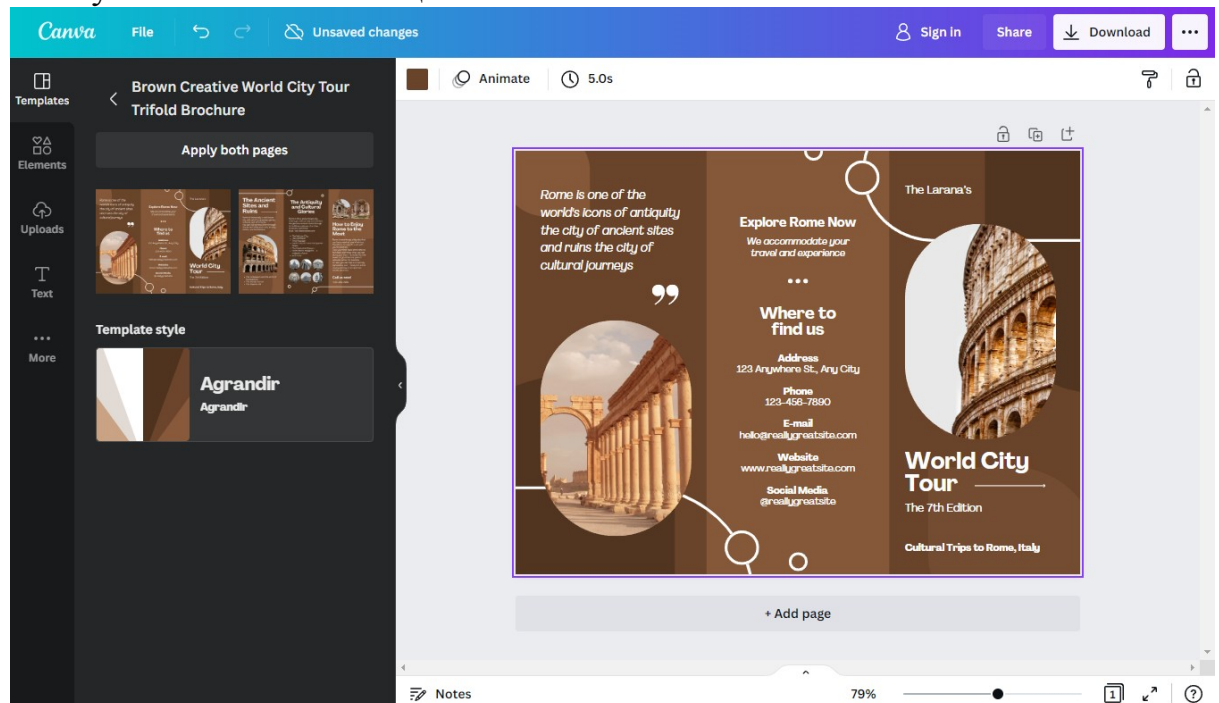 Canva
File
Unsaved changes
Sign in
Share
Download
Templates
Elements
Uploads
Text
More
Brown Creative World City Tour
Trifold Brochure
Apply both pages
Template style
Agrandir
Agrandir
Animate
5.0s
Rome is one of the
world's icons of antiquity
the city of ancient sites
and ruins the city of
cultural journeys
Explore Rome Now
We accommodate your
travel and experience
Where to
find us
Address
123 Anywhere St., Any City
Phone
123-456-7890
E-mail
hello@reallygreatsite.com
Website
www.reallygreatsite.com
Social Media
@reallygreatsite
The Larana's
World City
Tour
The 7th Edition
Cultural Trips to Rome, Italy
+ Add page
Notes
79%
1